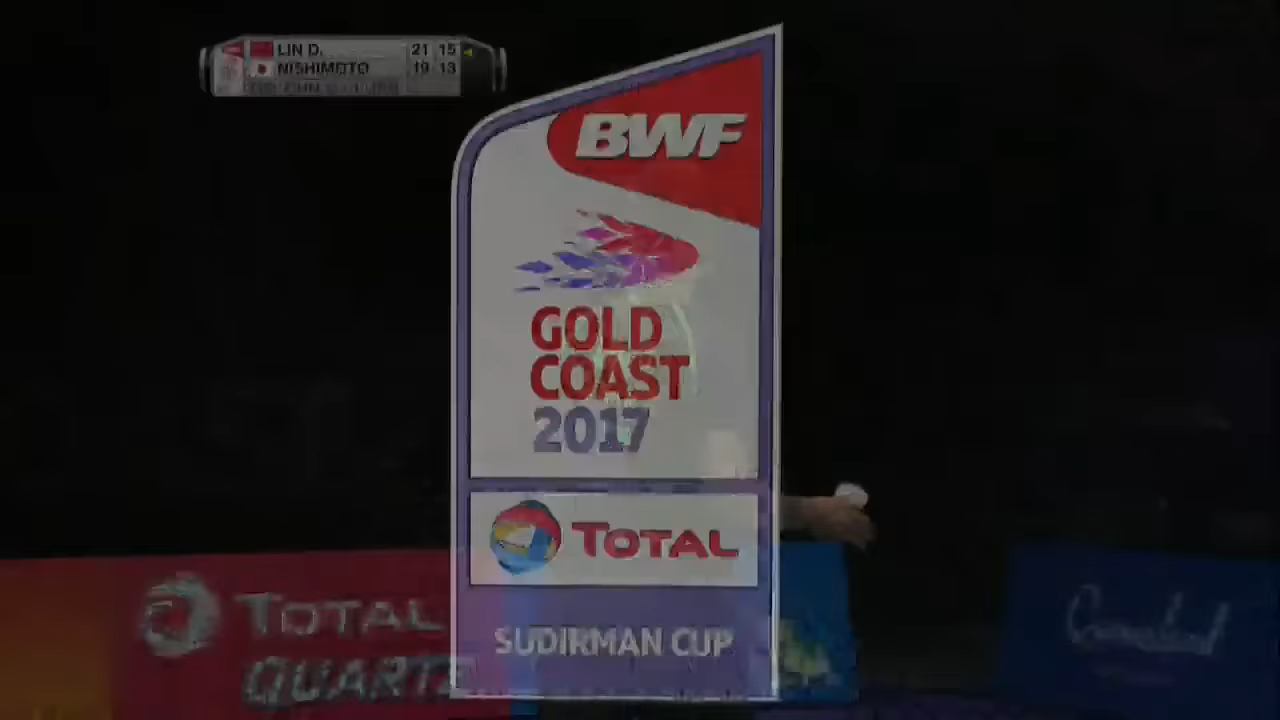 LIN D. 21 15
NISHIMOTO 19 13
BWF
GOLD
COAST
2017
TOTAL
SUDIRMAN CUP
TOTAL
QUARTZ